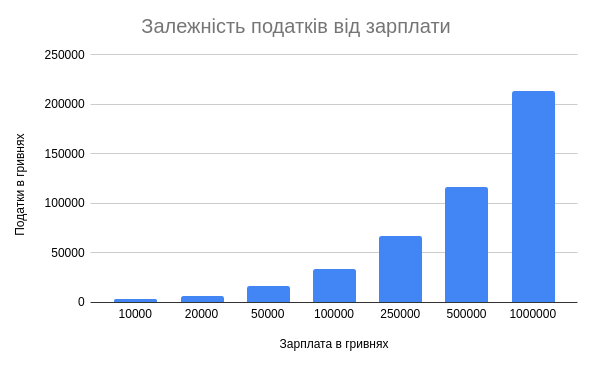 Залежність податків від зарплати
250000
200000
150000
100000
50000
0
Податки в гривнях
10000 20000 50000 100000 250000 500000 1000000
Зарплата в гривнях